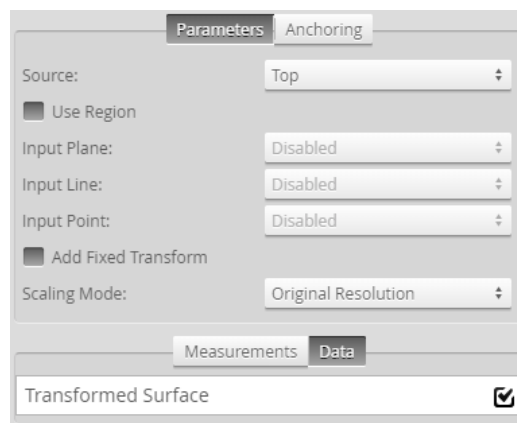 Parameters Anchoring
Source: Top
Use Region
Input Plane: Disabled
Input Line: Disabled
Input Point: Disabled
Add Fixed Transform
Scaling Mode: Original Resolution
Measurements Data
Transformed Surface